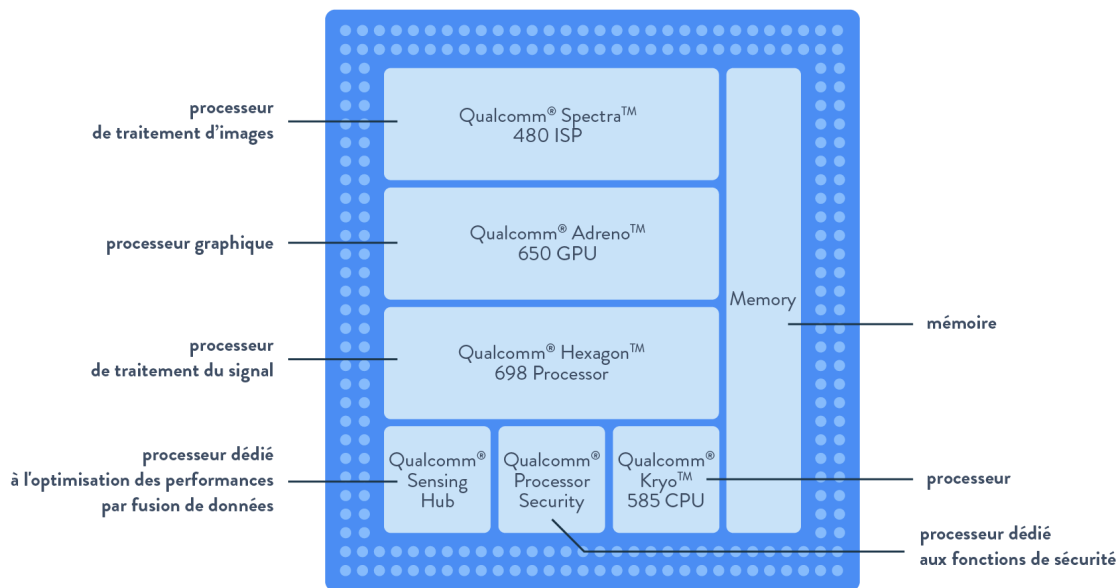 processeur
de traitement d'images
Qualcomm® Spectra™
480 ISP
processeur graphique
Qualcomm® Adreno™
650 GPU
Memory
mémoire
processeur
de traitement du signal
Qualcomm® Hexagon™
698 Processor
processeur dédié
à l'optimisation des performances
par fusion de données
Qualcomm®
Sensing
Hub
Qualcomm®
Processor
Security
Qualcomm®
Kryo™
585 CPU
processeur
processeur dédié
aux fonctions de sécurité